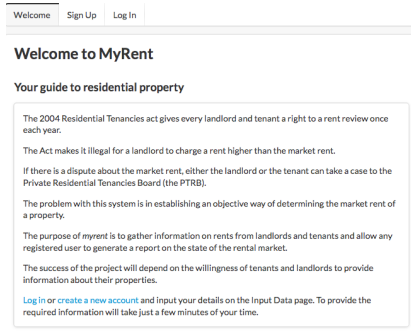 Welcome Sign Up Log In
Welcome to MyRent
Your guide to residential property
The 2004 Residential Tenancies act gives every landlord and tenant a right to a rent review once
each year.
The Act makes it illegal for a landlord to charge a rent higher than the market rent.
If there is a dispute about the market rent, either the landlord or the tenant can take a case to the
Private Residential Tenancies Board (the PTRB).
The problem with this system is in establishing an objective way of determining the market rent of
a property.
The purpose of myrent is to gather information on rents from landlords and tenants and allow any
registered user to generate a report on the state of the rental market.
The success of the project will depend on the willingness of tenants and landlords to provide
information about their properties.
Log in or create a new account and input your details on the Input Data page. To provide the
required information will take just a few minutes of your time.